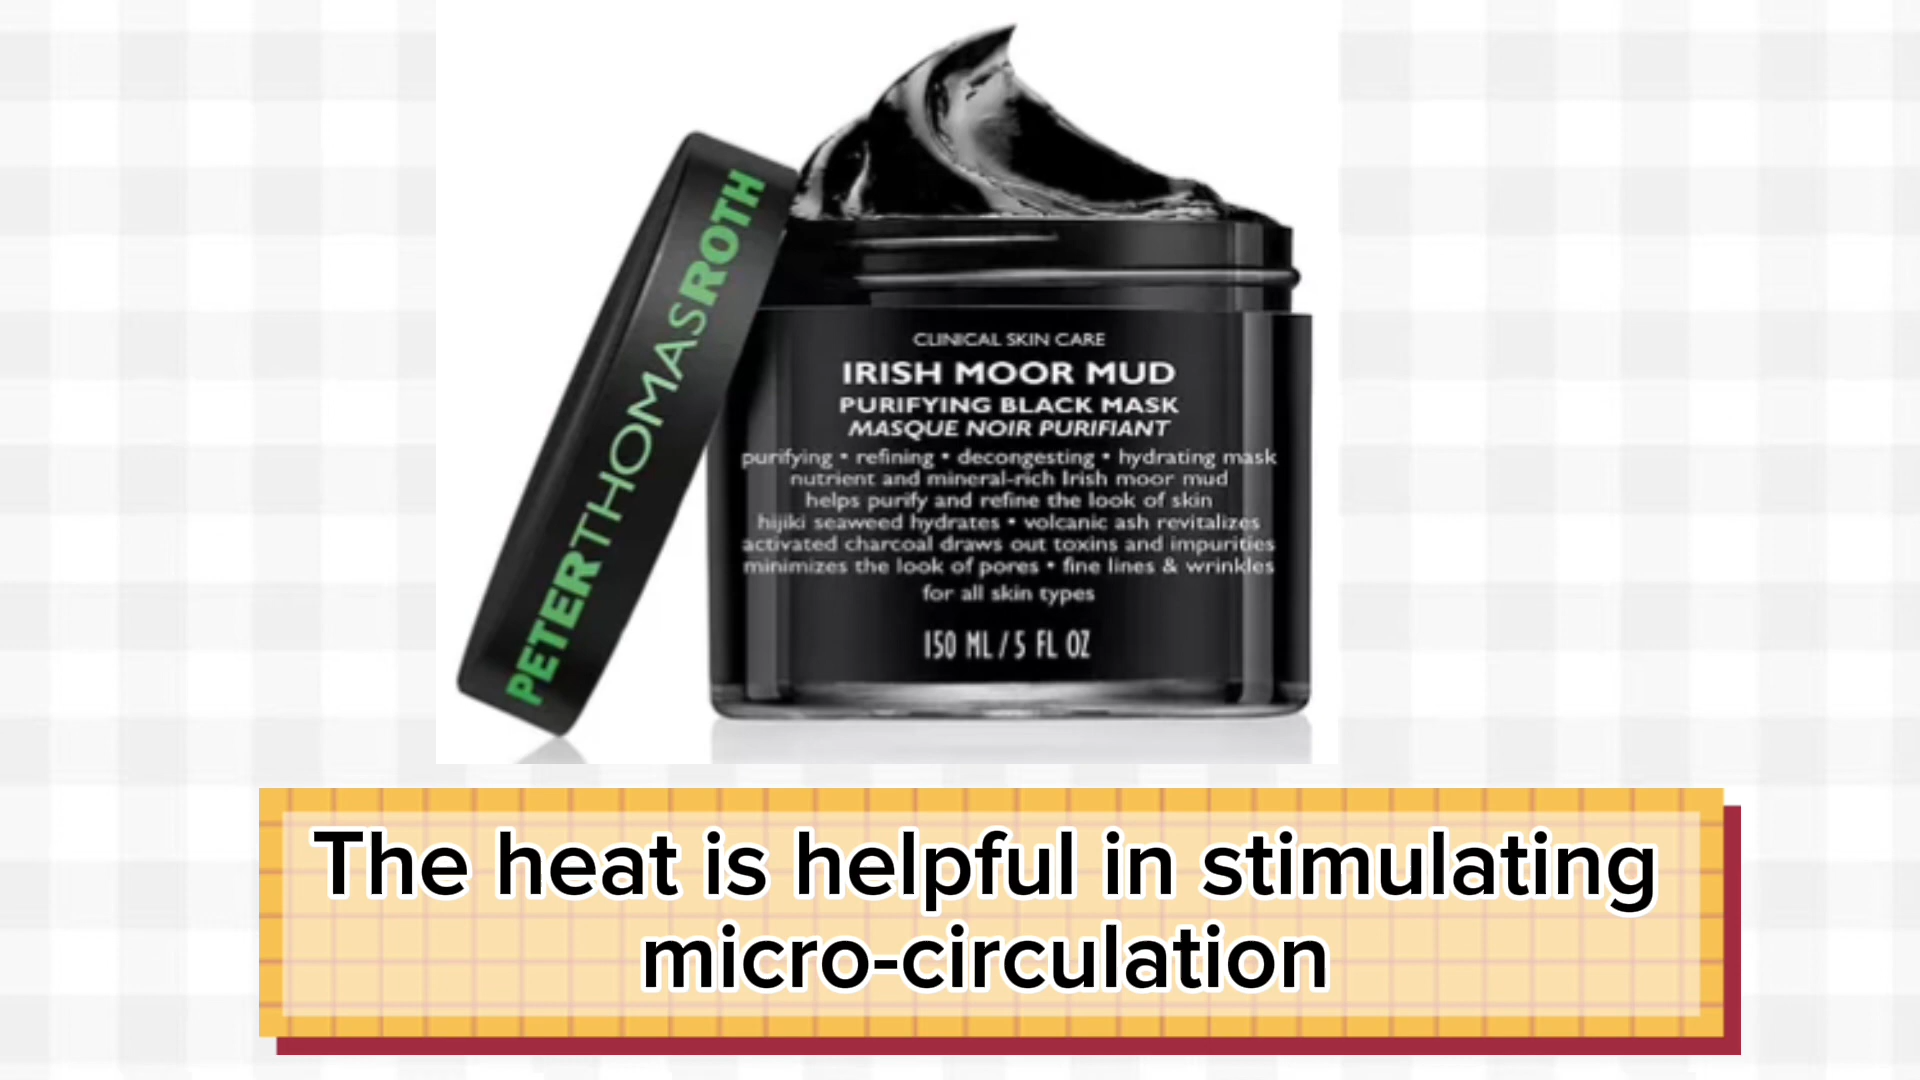 PETERTHOMASROTH
CLINICAL SKIN CARE
IRISH MOOR MUD
PURIFYING BLACK MASK
MASQUE NOIR PURIFIANT
purifying • refining • decongesting • hydrating mask
nutrient and mineral-rich Irish moor mud
helps purify and refine the look of skin
hijiki seaweed hydrates • volcanic ash revitalizes
activated charcoal draws out toxins and impurities
minimizes the look of pores • fine lines & wrinkles
for all skin types
150 ML / 5 FL OZ
The heat is helpful in stimulating
micro-circulation